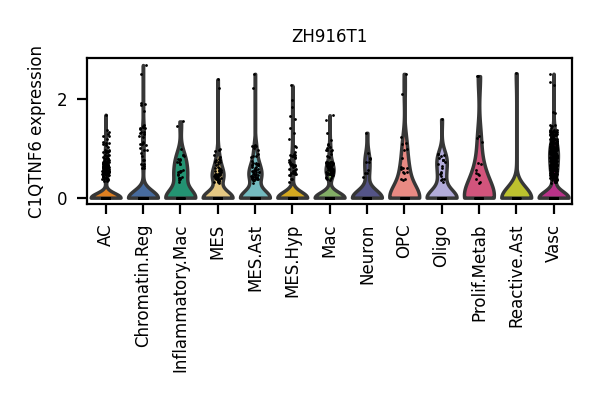 ZH916T1
C1QTNF6 expression
2
0
AC
Chromatin.Reg
Inflammatory.Mac
MES
MES.Ast
MES.Hyp
Mac
Neuron
OPC
Oligo
Prolif.Metab
Reactive.Ast
Vasc